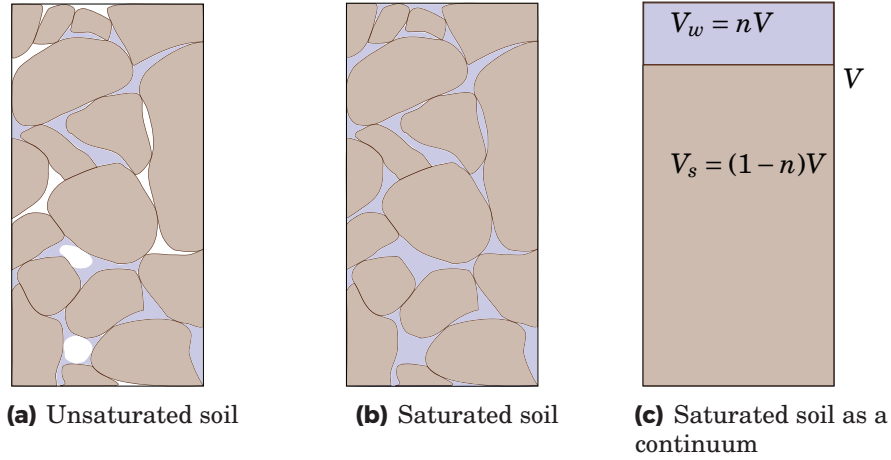 V_w = nV
V
V_s = (1 − n)V
(a) Unsaturated soil
(b) Saturated soil
(c) Saturated soil as a
continuum